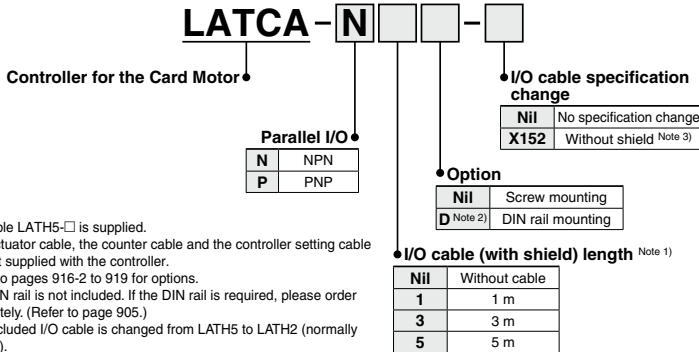 LATCA-N□□-□
Controller for the Card Motor
I/O cable specification
change
Nil No specification change
X152 Without shield Note 3)
Parallel I/O
N NPN
P PNP
Option
Nil Screw mounting
D Note 2) DIN rail mounting
I/O cable (with shield) length Note 1)
Nil Without cable
1 1 m
3 3 m
5 5 m
LATH5-□ is supplied.
cable, the counter cable and the controller setting cable
supplied with the controller.
pages 916-2 to 919 for options.
rail is not included. If the DIN rail is required, please order
(Refer to page 905.)
I/O cable is changed from LATH5 to LATH2 (normally